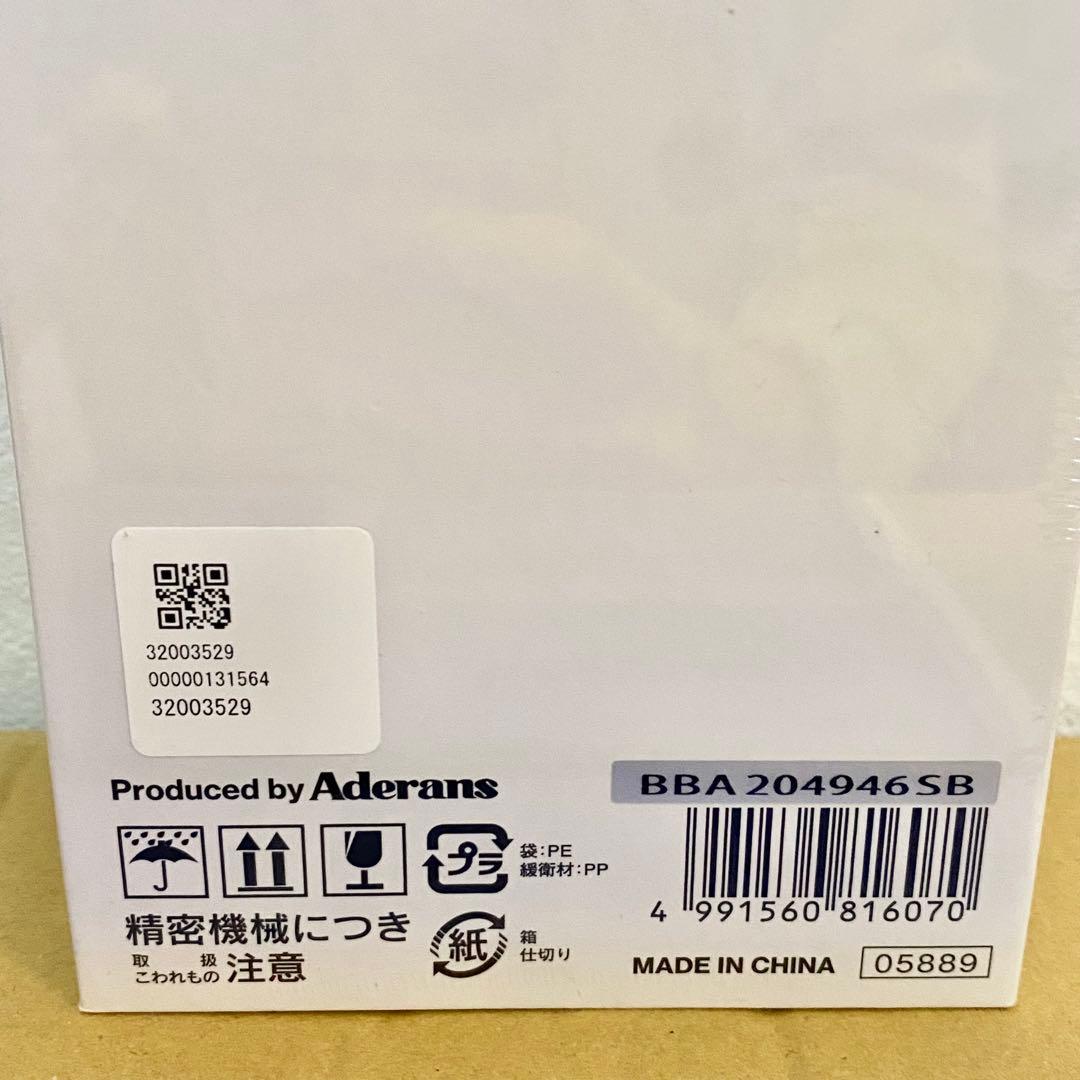 32003529
00000131564
32003529
Produced by Aderans
BBA204946SB
プラ
袋:PE
緩衛材:PP
4 991560 816070
精密機械につき
取扱
こわれもの
注意
紙
箱
仕切り
MADE IN CHINA
05889